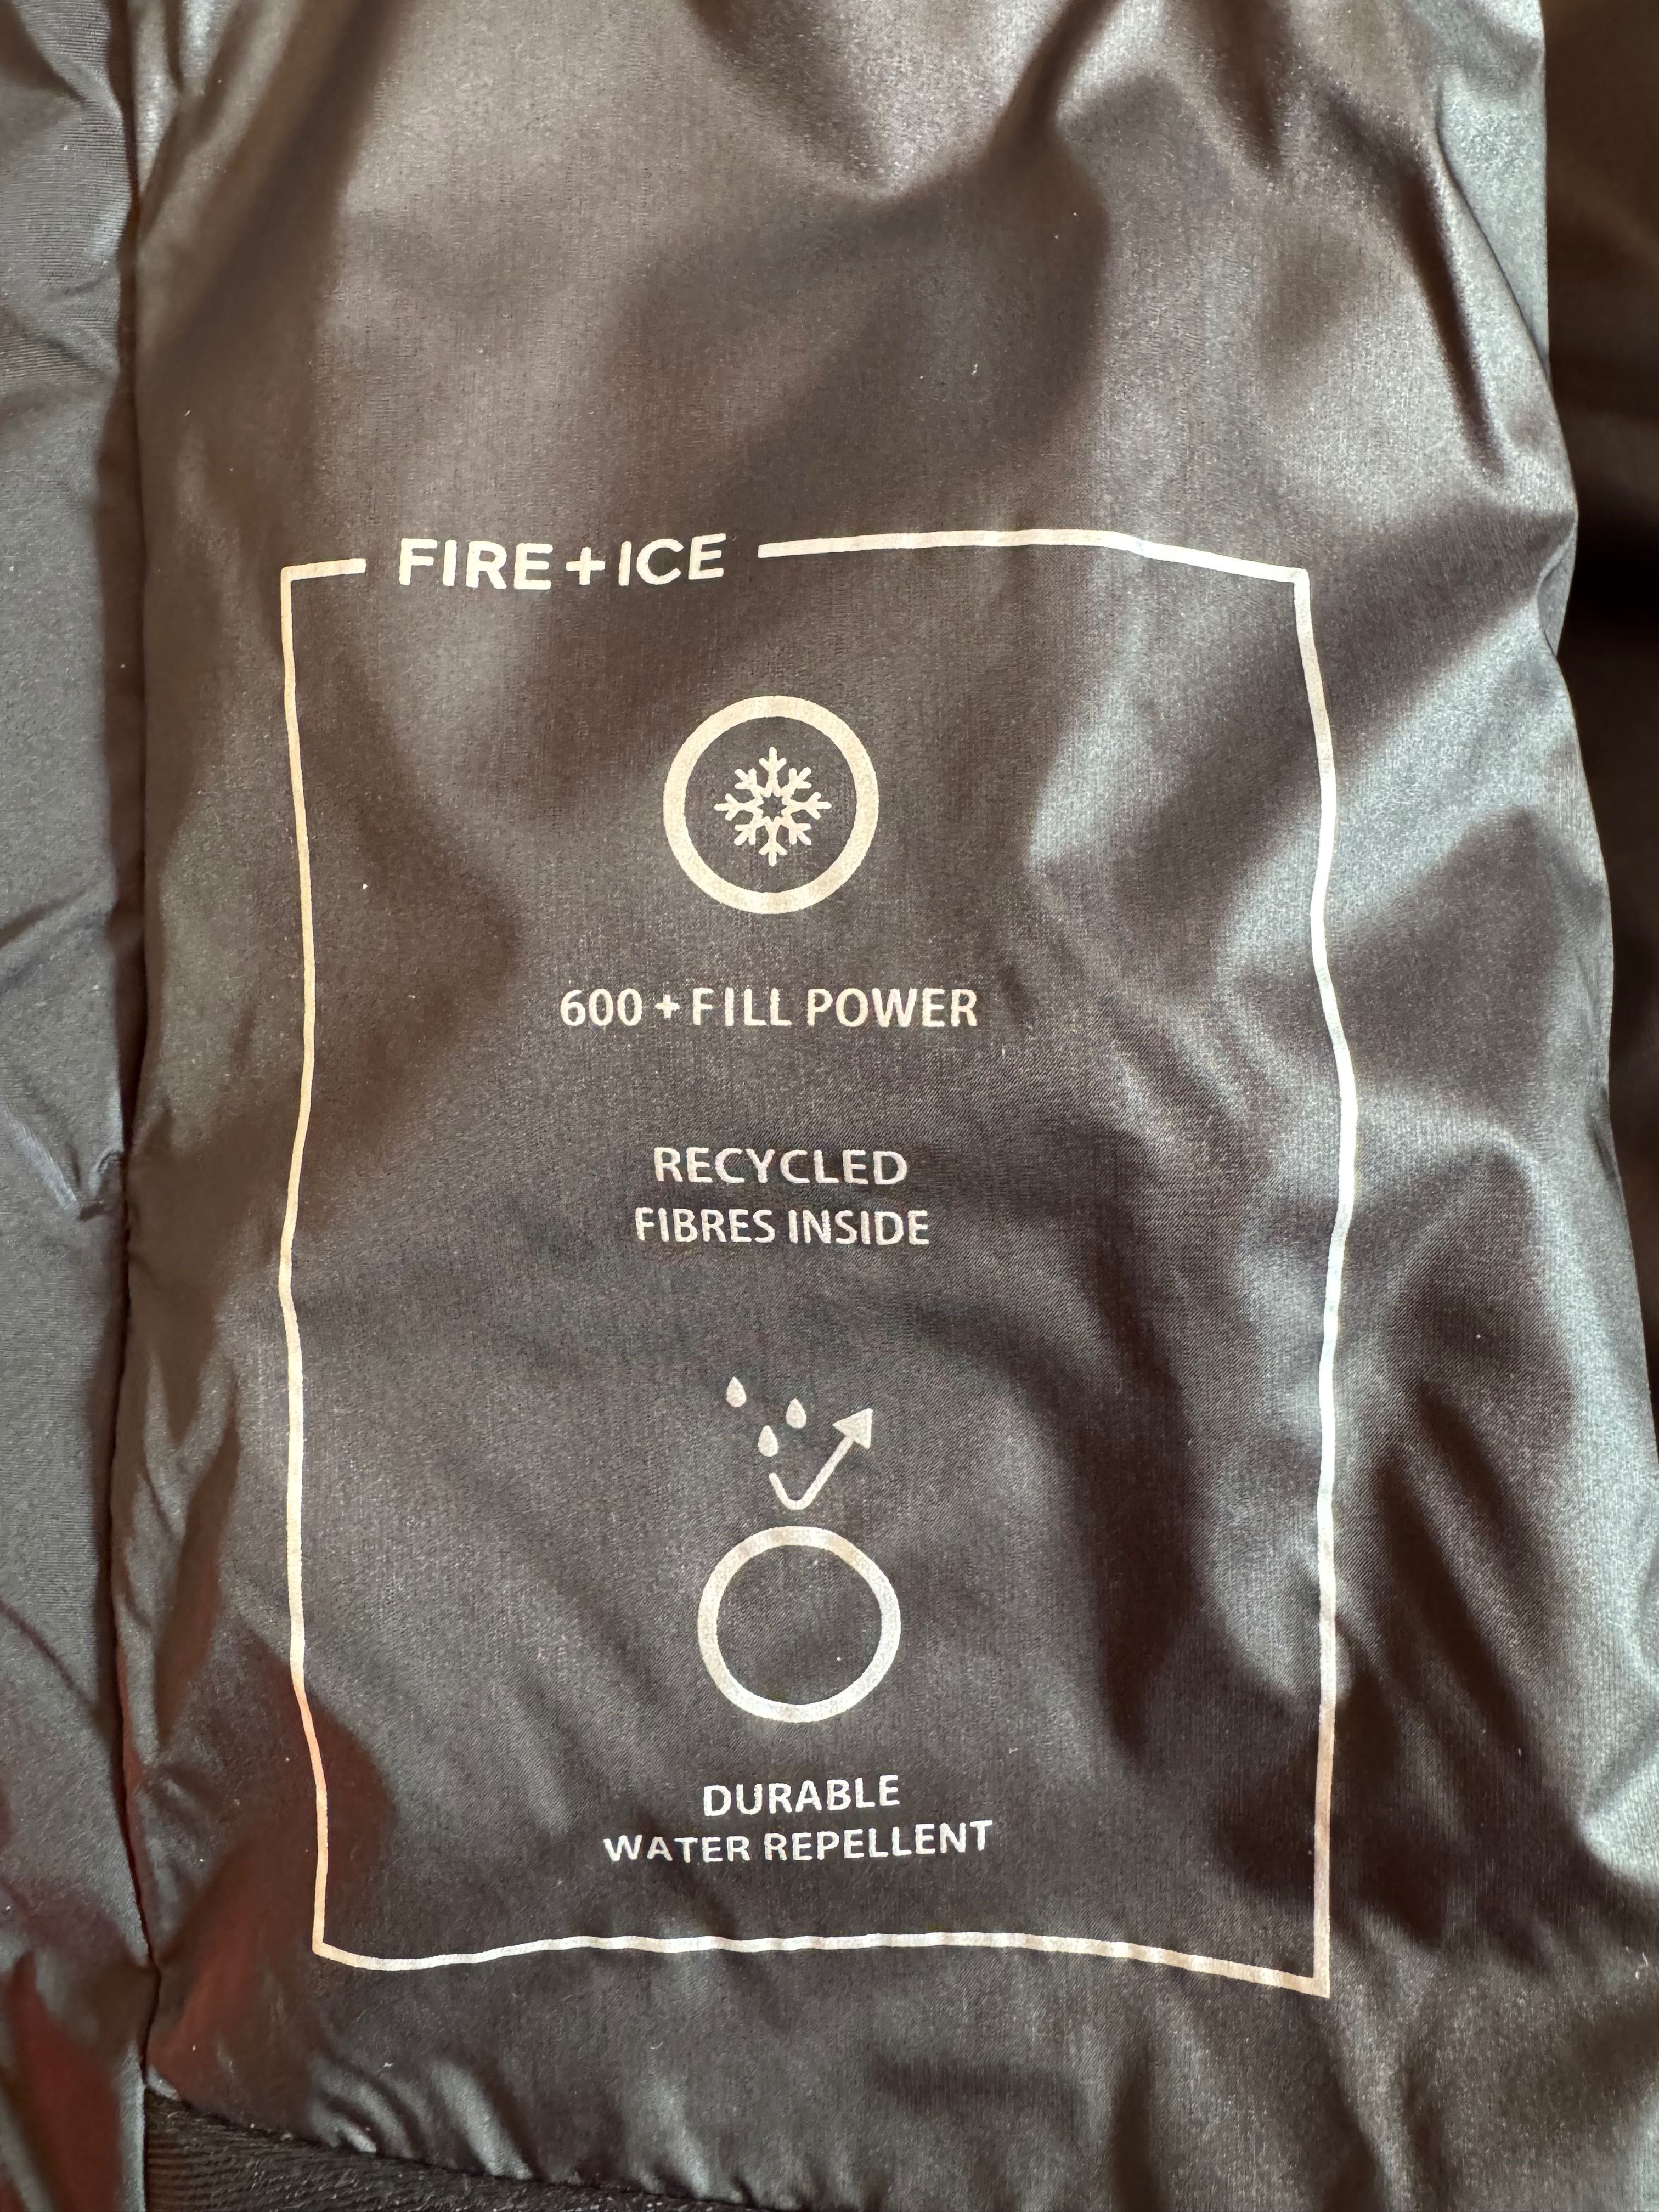 FIRE+ICE
600+FILL POWER
RECYCLED
FIBRES INSIDE
DURABLE
WATER REPELLENT